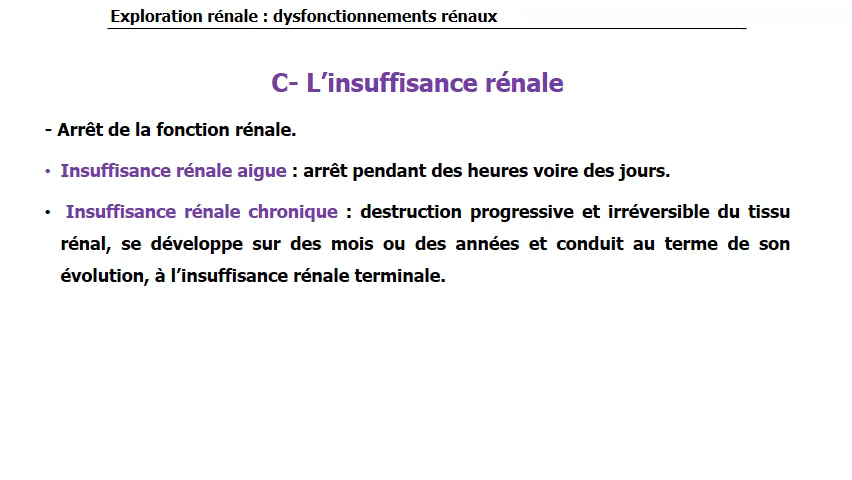 Exploration rénale : dysfonctionnements rénaux
C- L’insuffisance rénale
- Arrêt de la fonction rénale.
• Insuffisance rénale aigue : arrêt pendant des heures voire des jours.
• Insuffisance rénale chronique : destruction progressive et irréversible du tissu
rénal, se développe sur des mois ou des années et conduit au terme de son
évolution, à l’insuffisance rénale terminale.